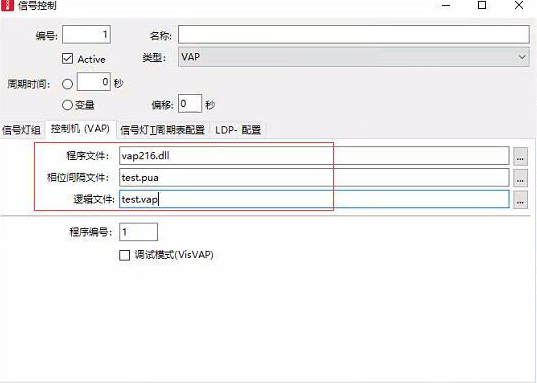 信号控制
编号: 1 名称:
Active 类型: VAP
周期时间: 0 秒
变量 偏移: 0 秒
信号灯组 控制机 (VAP) 信号灯工周期表配置 LDP- 配置
程序文件: vap216.dll ...
相位间隔文件: test.pua ...
逻辑文件: test.vap ...
程序编号: 1
调试模式(VisVAP)